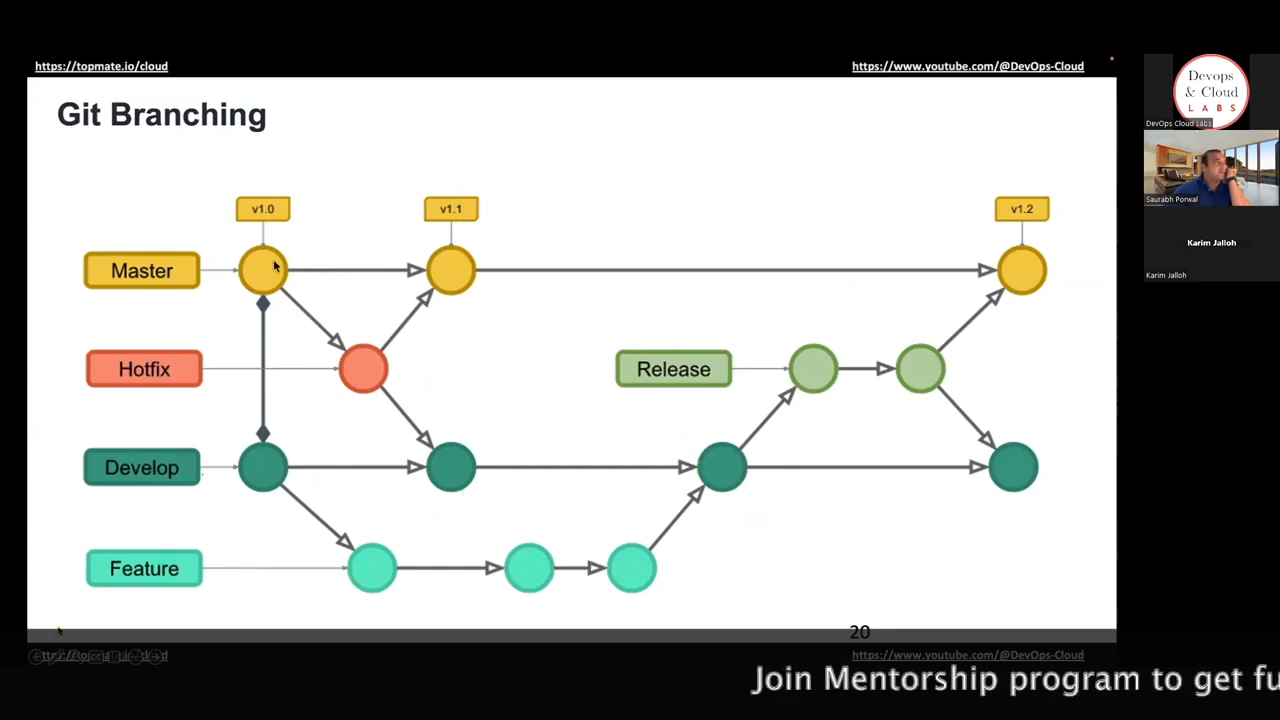 https://topmate.io/cloud
https://www.youtube.com/@DevOps-Cloud
Git Branching
v1.0
v1.1
v1.2
Master
Hotfix
Release
Develop
Feature
20
https://www.youtube.com/@DevOps-Cloud
Join Mentorship program to get fu
Devops
& Cloud
LABS
DevOps Cloud Labs
Saurabh Porwal
Karim Jalloh
Karim Jalloh